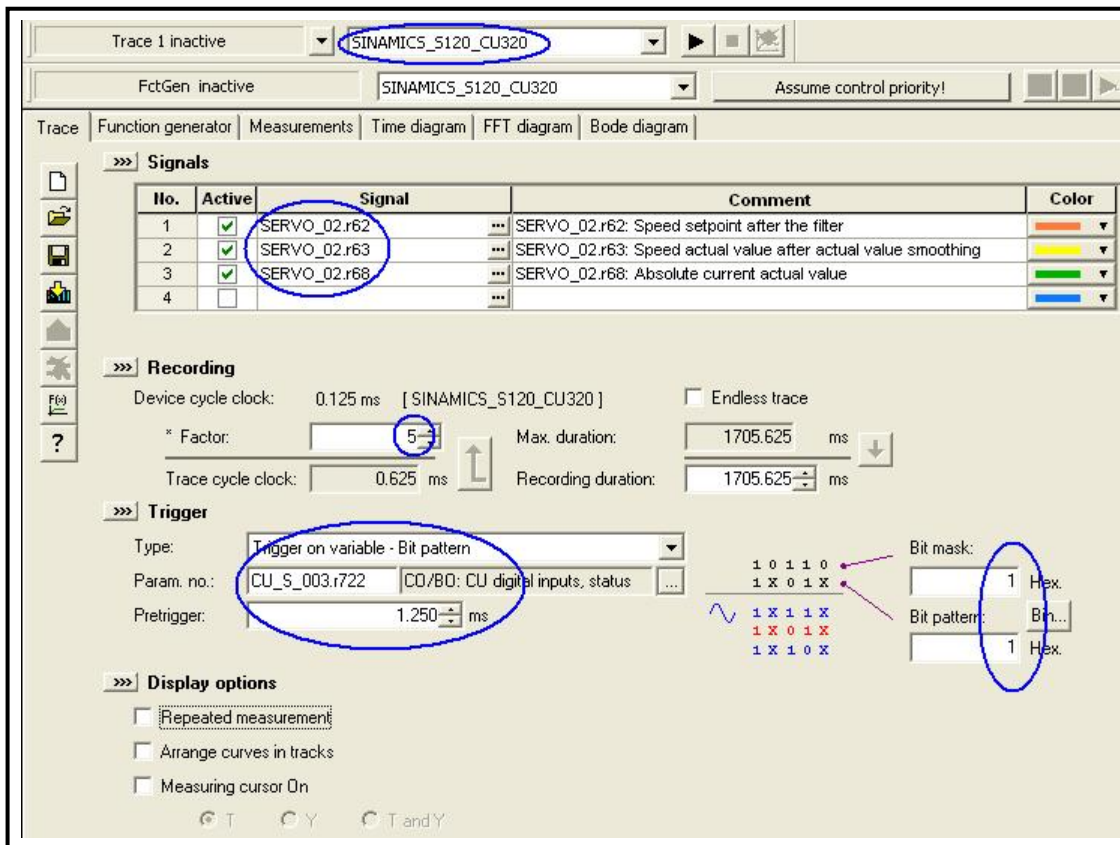 Trace 1 inactive SINAMICS_S120_CU320
FctGen inactive SINAMICS_S120_CU320 Assume control priority!
Trace Function generator Measurements Time diagram FFT diagram Bode diagram
>>> Signals
No. Active Signal Comment Color
1 SERVO_02.r62 ... SERVO_02.r62: Speed setpoint after the filter
2 SERVO_02.r63 ... SERVO_02.r63: Speed actual value after actual value smoothing
3 SERVO_02.r68 ... SERVO_02.r68: Absolute current actual value
4 ...
>>> Recording
Device cycle clock: 0.125 ms [ SINAMICS_S120_CU320 ] Endless trace
* Factor: 5 Max. duration: 1705.625 ms
Trace cycle clock: 0.625 ms Recording duration: 1705.625 ms
>>> Trigger
Type: Trigger on variable - Bit pattern
Bit mask:
1 0 1 1 0
Param. no.: CU_S_003.r722 CO/BO: CU digital inputs, status ... 1 X 0 1 X 1 Hex.
Pretrigger: 1.250 ms 1 X 1 1 X Bit pattern: Bin...
1 X 0 1 X
1 X 1 0 X 1 Hex.
>>> Display options
Repeated measurement
Arrange curves in tracks
Measuring cursor On
T Y T and Y
F(x)
?